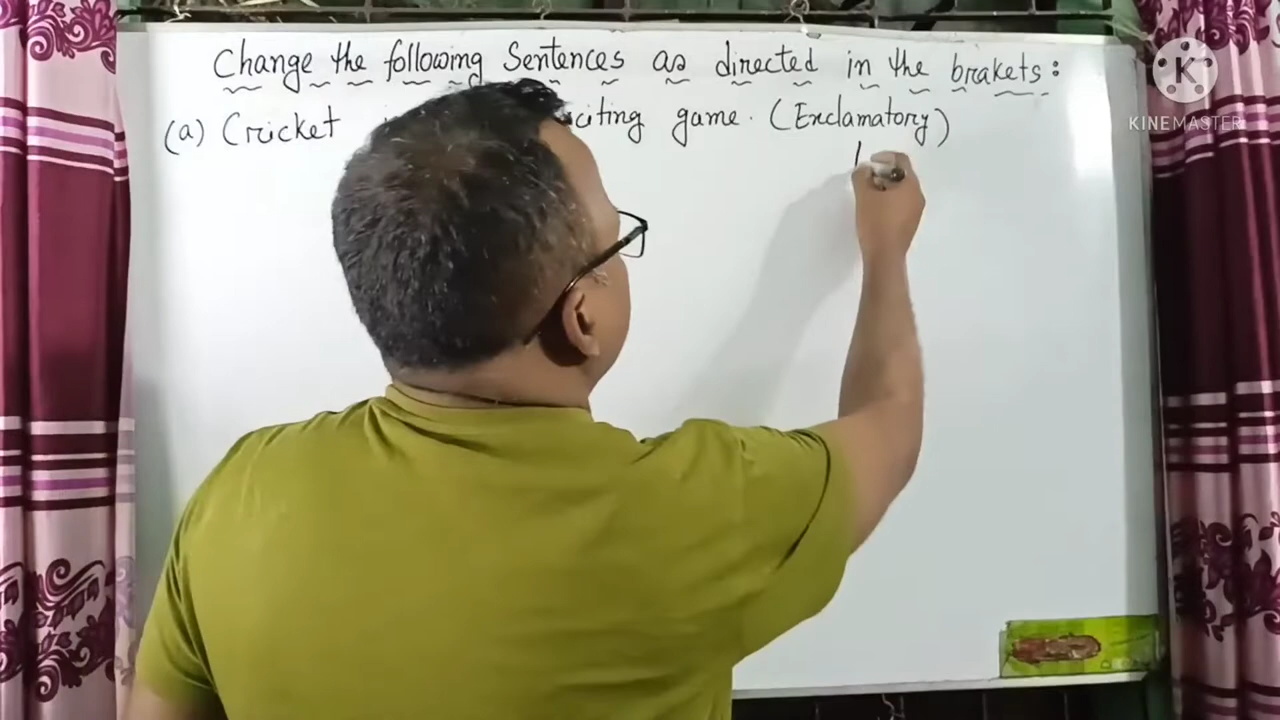 Change the following Sentences as directed in the brakets:
(a) Cricket citing game. (Exclamatory)
K
KINEMASTER